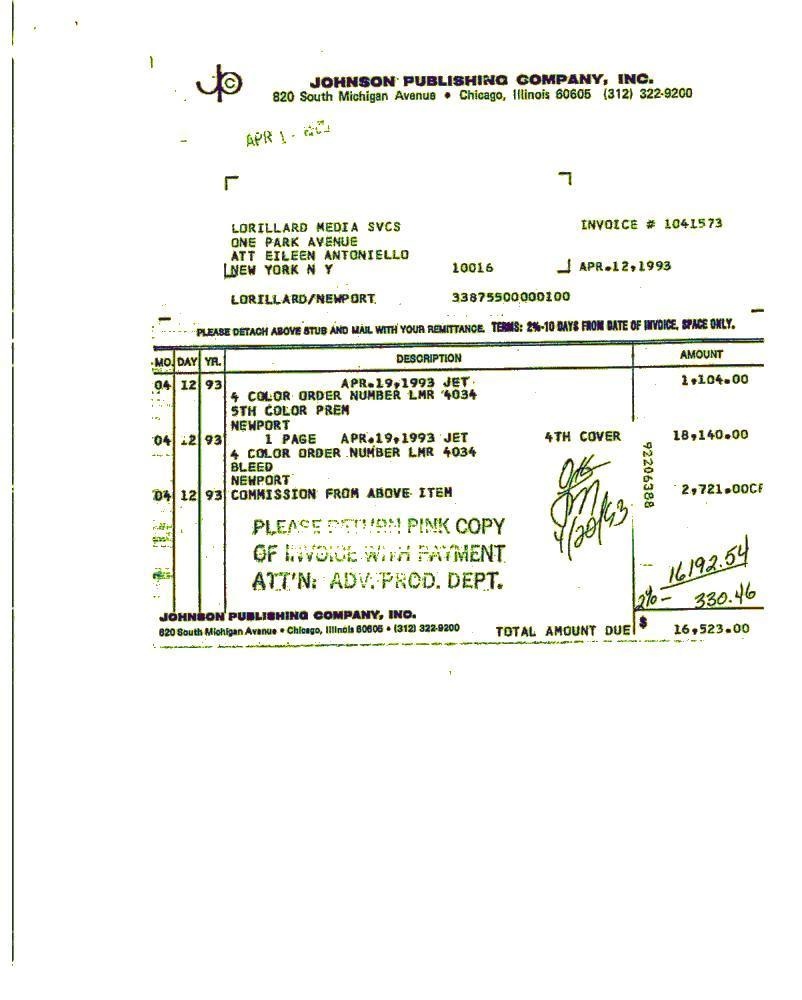 JPC JOHNSON PUBLISHING COMPANY, INC.
820 South Michigan Avenue • Chicago, Illinois 60605 (312) 322-9200
APR 1
LORILLARD MEDIA SVCS INVOICE # 1041573
ONE PARK AVENUE
ATT EILEEN ANTONIELLO
NEW YORK N Y 10016 APR.12,1993
LORILLARD/NEWPORT 33875500000100
PLEASE DETACH ABOVE STUB AND MAIL WITH YOUR REMITTANCE. TERMS: 2%-10 DAYS FROM DATE OF INVOICE, SPACE ONLY.
MO. DAY YR. DESCRIPTION AMOUNT
04 12 93 APR.19,1993 JET 1,104.00
4 COLOR ORDER NUMBER LMR 4034
5TH COLOR PREM
NEWPORT
04 12 93 1 PAGE APR.19,1993 JET 4TH COVER 18,140.00
4 COLOR ORDER NUMBER LMR 4034
BLEED
NEWPORT
04 12 93 COMMISSION FROM ABOVE ITEM 2,721.00CR
92206388
4/20/93
PLEASE RETURN PINK COPY
OF INVOICE WITH PAYMENT
ATT'N: ADV. PROD. DEPT.
16192.54
2% - 330.46
JOHNSON PUBLISHING COMPANY, INC.
820 South Michigan Avenue • Chicago, Illinois 60605 • (312) 322-9200
TOTAL AMOUNT DUE $ 16,523.00